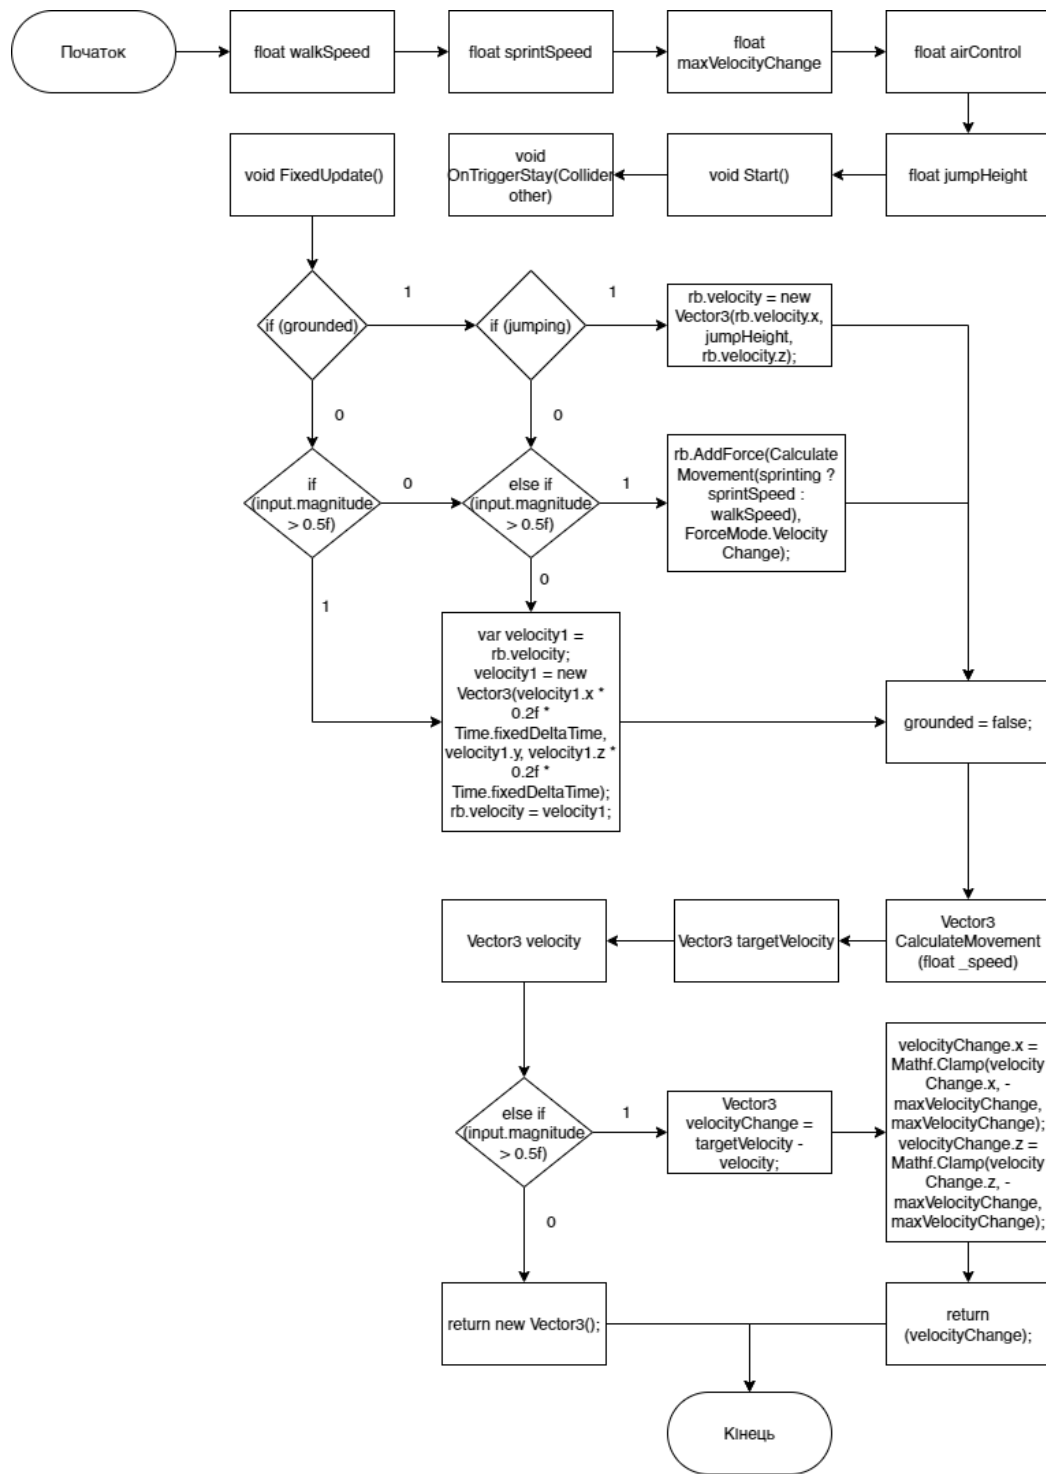 Початок
float walkSpeed
float sprintSpeed
float
maxVelocityChange
float airControl
void FixedUpdate()
void
OnTriggerStay(Collider
other)
void Start()
float jumpHeight
if (grounded)
1
if (jumping)
1
rb.velocity = new
Vector3(rb.velocity.x,
jumpHeight,
rb.velocity.z);
0
0
if
(input.magnitude
> 0.5f)
0
else if
(input.magnitude
> 0.5f)
1
rb.AddForce(Calculate
Movement(sprinting ?
sprintSpeed :
walkSpeed),
ForceMode.Velocity
Change);
1
0
var velocity1 =
rb.velocity;
velocity1 = new
Vector3(velocity1.x *
0.2f *
Time.fixedDeltaTime,
velocity1.y, velocity1.z *
0.2f *
Time.fixedDeltaTime);
rb.velocity = velocity1;
grounded = false;
Vector3 velocity
Vector3 targetVelocity
Vector3
CalculateMovement
(float _speed)
else if
(input.magnitude
> 0.5f)
1
Vector3
velocityChange =
targetVelocity -
velocity;
velocityChange.x =
Mathf.Clamp(velocity
Change.x, -
maxVelocityChange,
maxVelocityChange);
velocityChange.z =
Mathf.Clamp(velocity
Change.z, -
maxVelocityChange,
maxVelocityChange);
0
return new Vector3();
return
(velocityChange);
Кінець